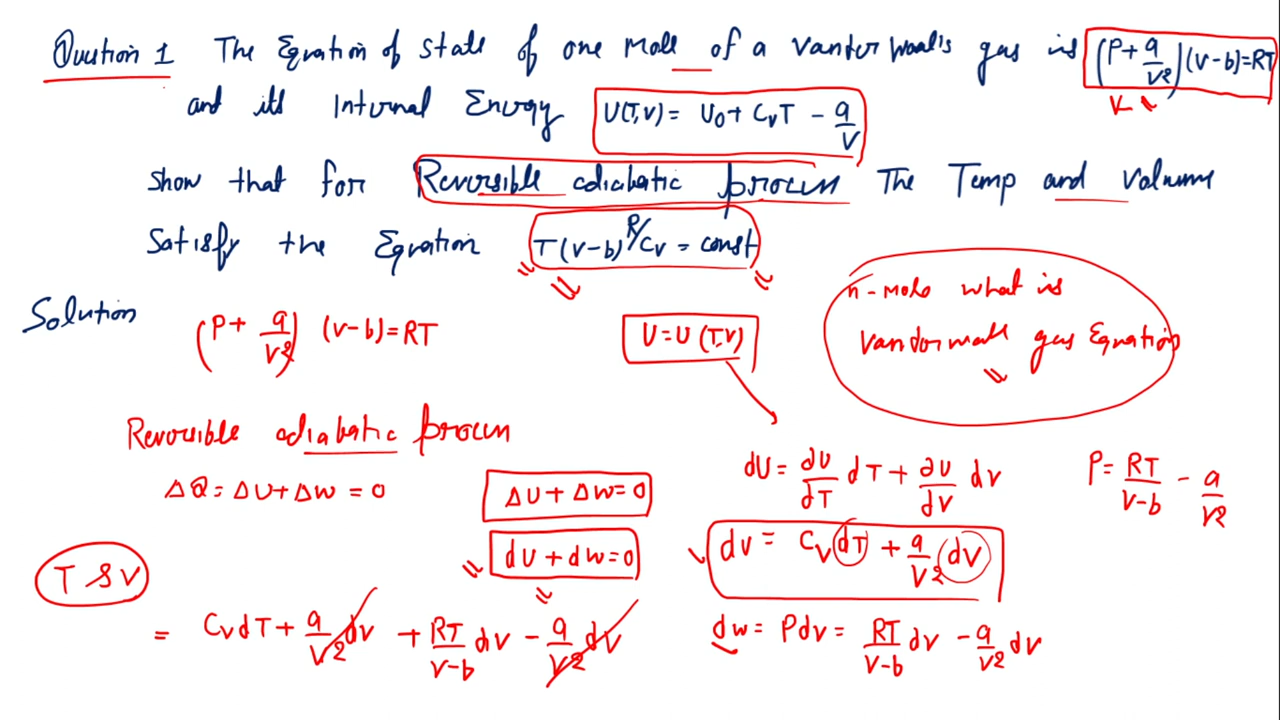 Question 1 The Equation of state of one mole of a vanderwaal's gas is (P+a/V²)(V-b)=RT
and its Internal Energy U(T,V)= U₀+ CᵥT - a/V
show that for Reversible adiabatic process The Temp and volume
Satisfy the Equation T(V-b)^R/Cᵥ = const
Solution
(P+ a/V²) (V-b)=RT
U=U(T,V)
n-mole what is
vanderwall gas Equation
Reversible adiabatic process
ΔQ=ΔU+ΔW=0
ΔU+ΔW=0
dU+dW=0
dU= ∂U/∂T dT+ ∂U/∂V dV
P= RT/V-b - a/V²
dU= Cᵥ dT + a/V² dV
T & V
= CᵥdT+ a/V² dV + RT/V-b dV - a/V² dV
dW= PdV= RT/V-b dV - a/V² dV